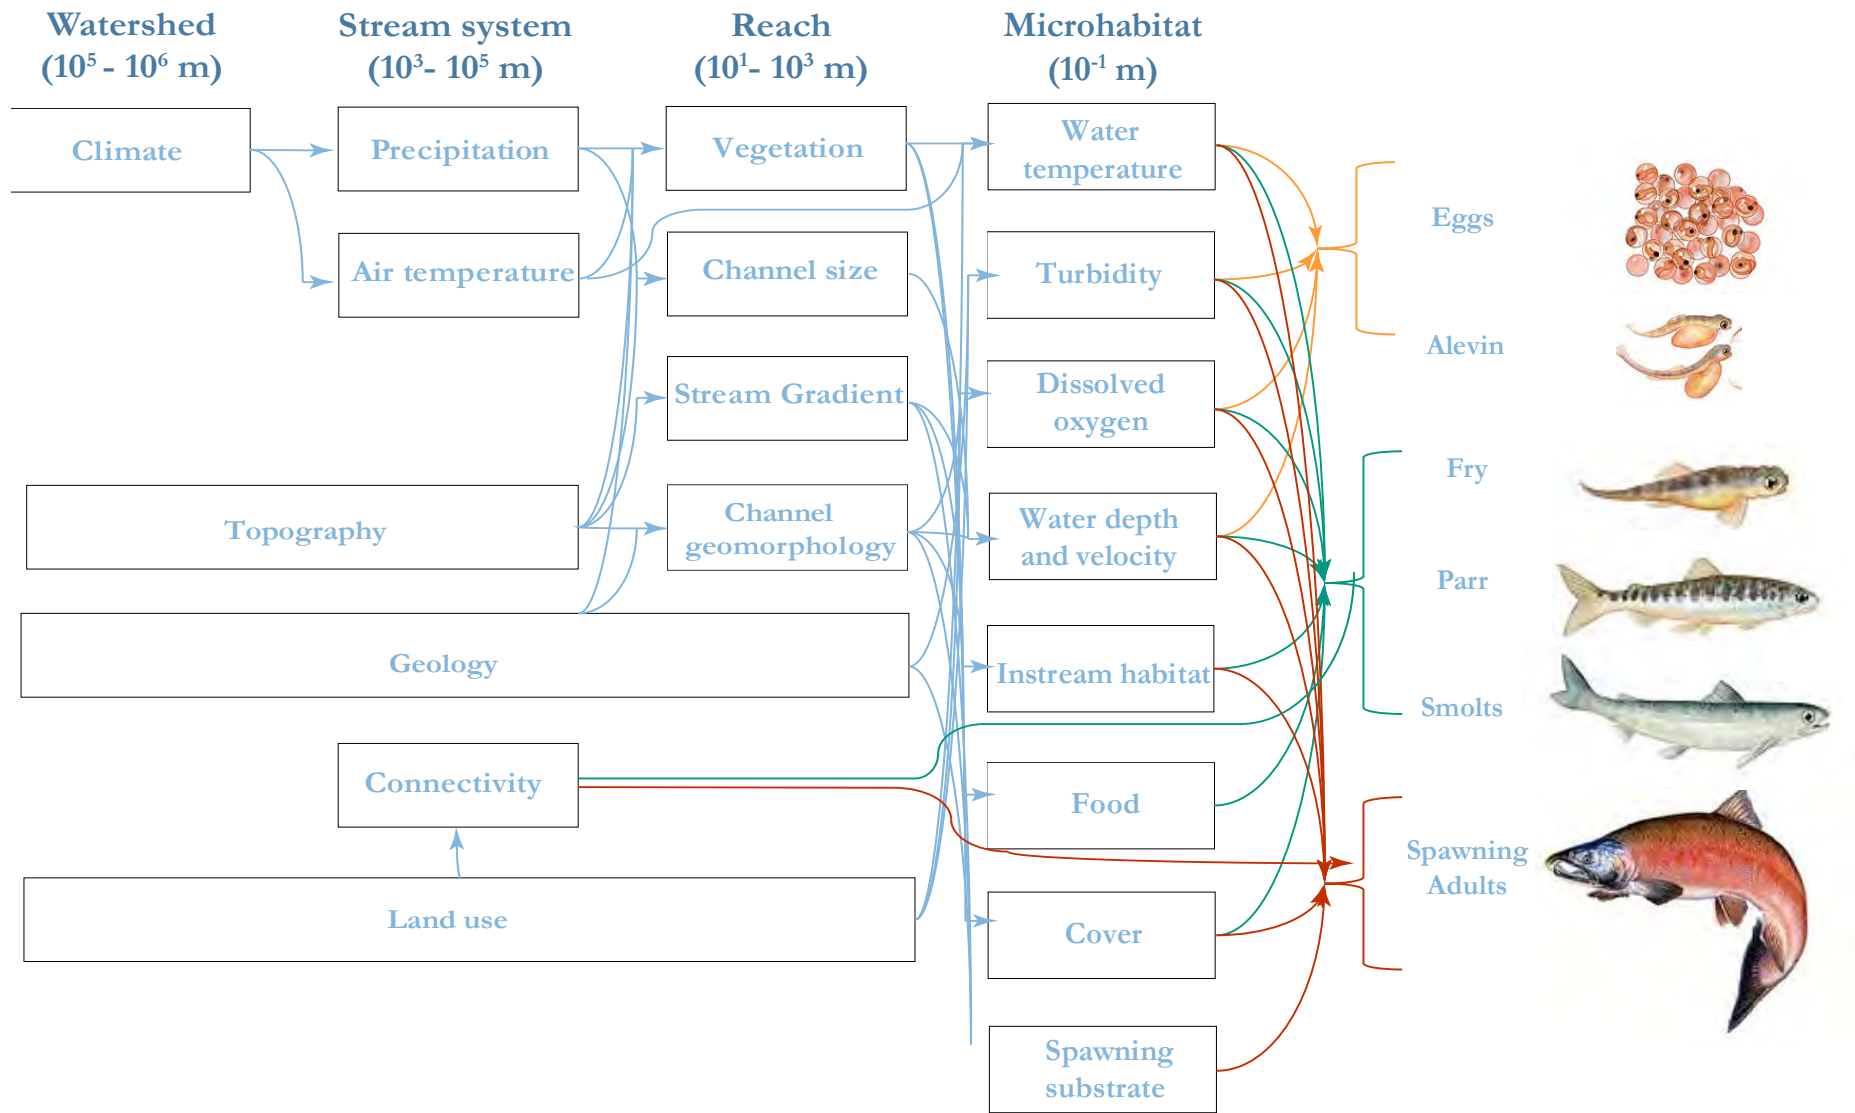 Watershed
(10⁵ - 10⁶ m)
Stream system
(10³- 10⁵ m)
Reach
(10¹- 10³ m)
Microhabitat
(10⁻¹ m)
Climate
Precipitation
Vegetation
Water
temperature
Eggs
Air temperature
Channel size
Turbidity
Alevin
Stream Gradient
Dissolved
oxygen
Fry
Topography
Channel
geomorphology
Water depth
and velocity
Parr
Geology
Instream habitat
Smolts
Connectivity
Food
Spawning
Adults
Land use
Cover
Spawning
substrate